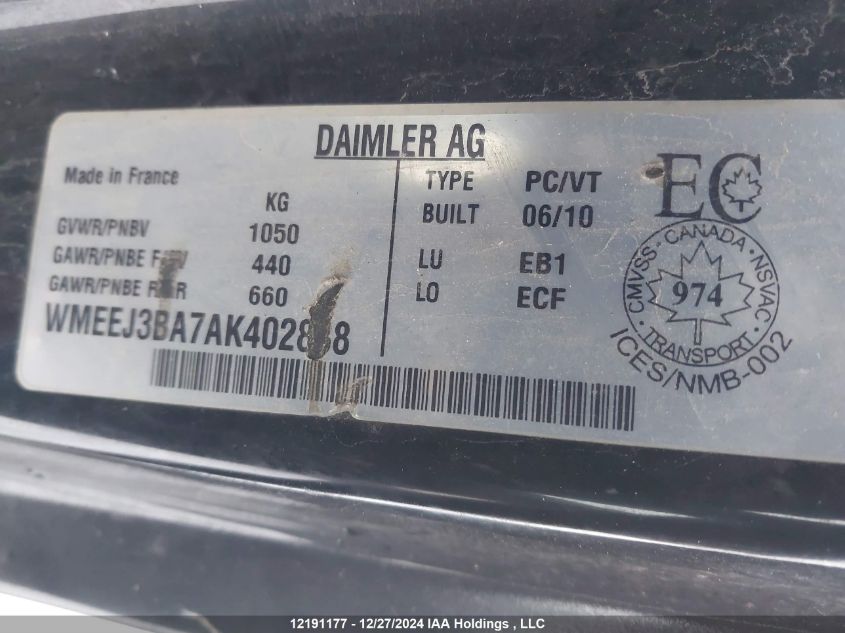 DAIMLER AG
Made in France
KG
GVWR/PNBV 1050
GAWR/PNBE 440
GAWR/PNBE 660
TYPE PC/VT
BUILT 06/10
LU EB1
LO ECF
EC
CMVSS · CANADA · NSVAC
974
TRANSPORT
ICES/NMB-002
12191177 - 12/27/2024 IAA Holdings , LLC